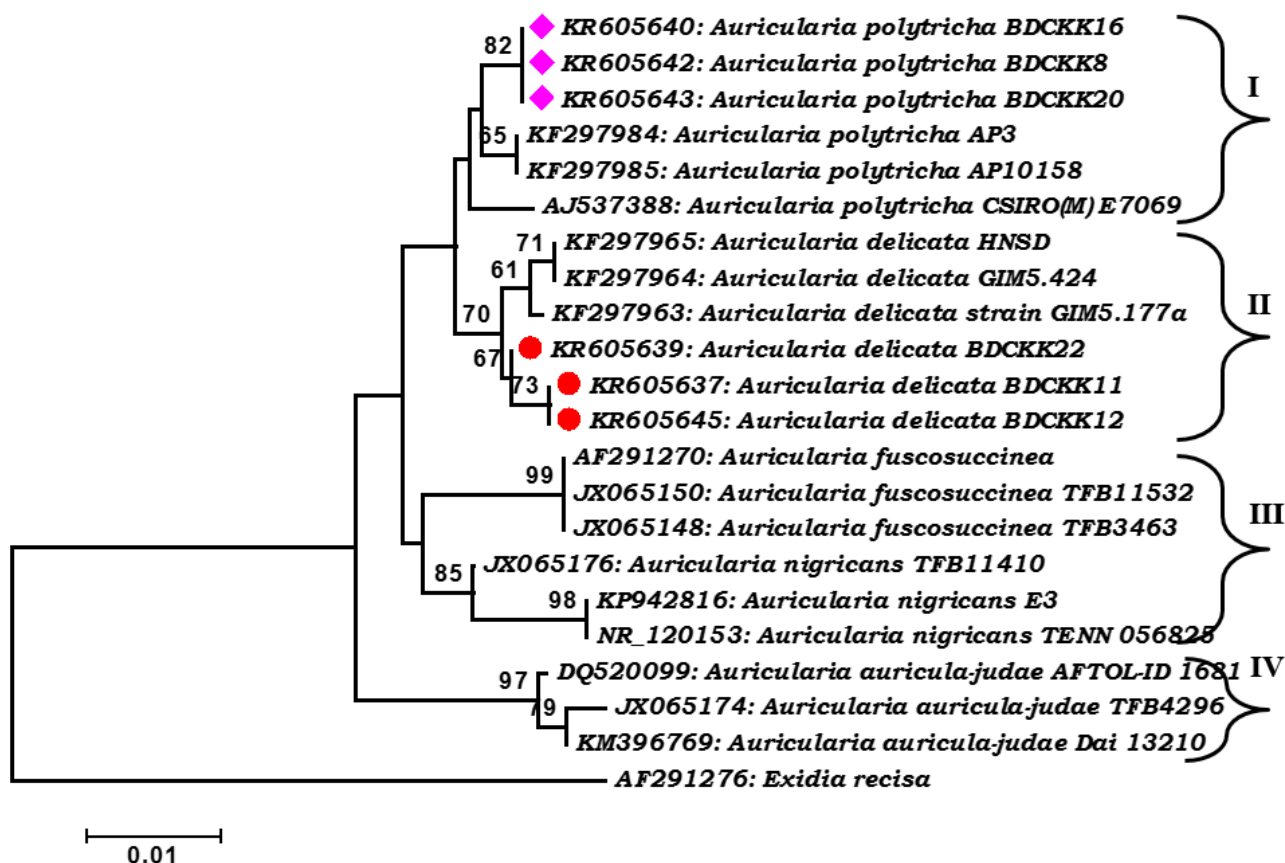 82
KR605640: Auricularia polytricha BDCKK16
KR605642: Auricularia polytricha BDCKK8
KR605643: Auricularia polytricha BDCKK20
I
65
KF297984: Auricularia polytricha AP3
KF297985: Auricularia polytricha AP10158
AJ537388: Auricularia polytricha CSIRO(M) E7069
71
KF297965: Auricularia delicata HNSD
61
KF297964: Auricularia delicata GIM5.424
II
70
KF297963: Auricularia delicata strain GIM5.177a
67
KR605639: Auricularia delicata BDCKK22
73
KR605637: Auricularia delicata BDCKK11
KR605645: Auricularia delicata BDCKK12
AF291270: Auricularia fuscosuccinea
99
JX065150: Auricularia fuscosuccinea TFB11532
III
JX065148: Auricularia fuscosuccinea TFB3463
JX065176: Auricularia nigricans TFB11410
85
98
KP942816: Auricularia nigricans E3
NR_120153: Auricularia nigricans TENN 056825
97
DQ520099: Auricularia auricula-judae AFTOL-ID 1681
IV
79
JX065174: Auricularia auricula-judae TFB4296
KM396769: Auricularia auricula-judae Dai 13210
AF291276: Exidia recisa
0.01